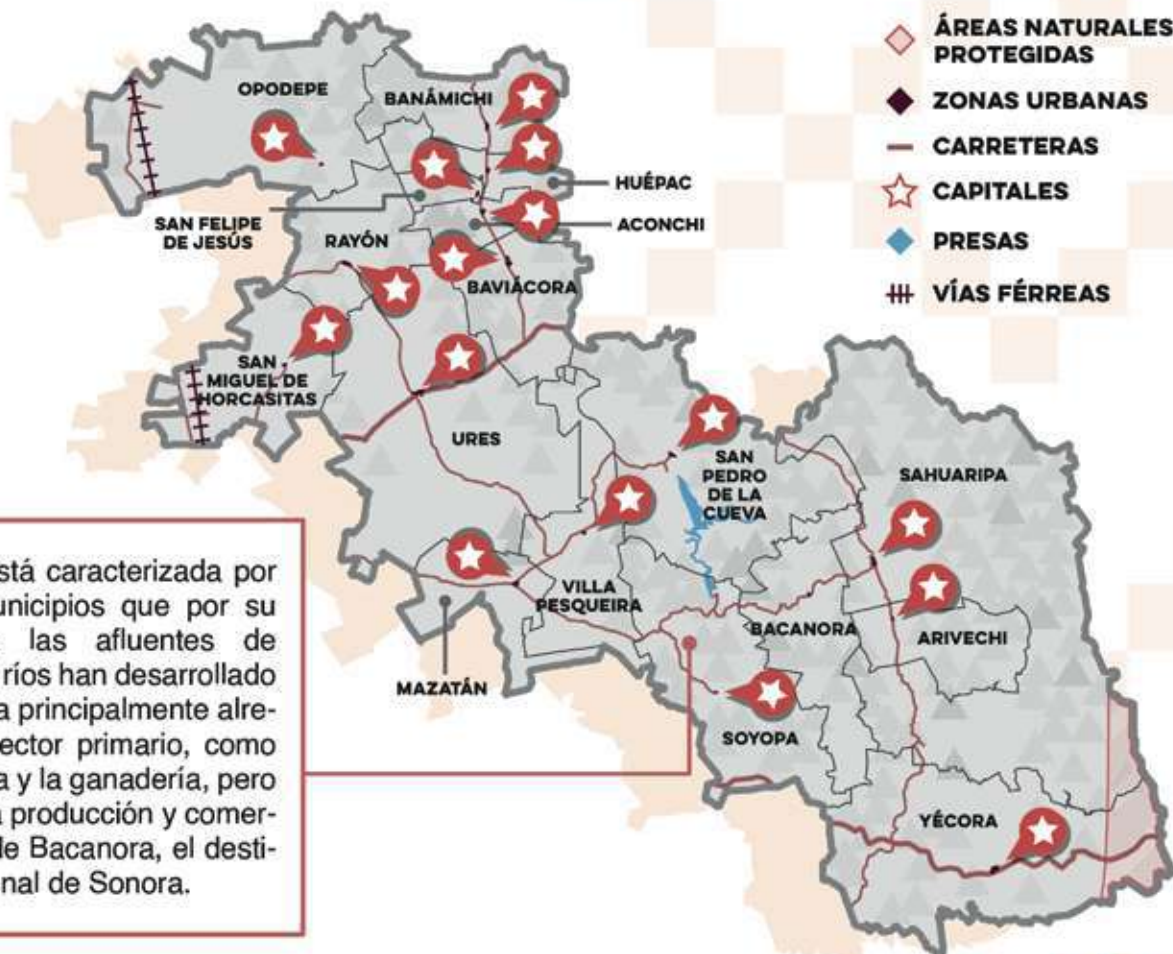 ÁREAS NATURALES
PROTEGIDAS
ZONAS URBANAS
CARRETERAS
CAPITALES
PRESAS
VÍAS FÉRREAS
OPODEPE
BANÁMICHI
HUÉPAC
SAN FELIPE
DE JESÚS
ACONCHI
RAYÓN
BAVIÁCORA
SAN
MIGUEL DE
HORCASITAS
URES
SAN
PEDRO
DE LA
CUEVA
SAHUARIPA
VILLA
PESQUEIRA
BACANORA
ARIVECHI
MAZATÁN
SOYOPA
YÉCORA
está caracterizada por
unicipios que por su
las afluentes de
ríos han desarrollado
a principalmente alre-
ector primario, como
a y la ganadería, pero
a producción y comer-
de Bacanora, el desti-
nal de Sonora.